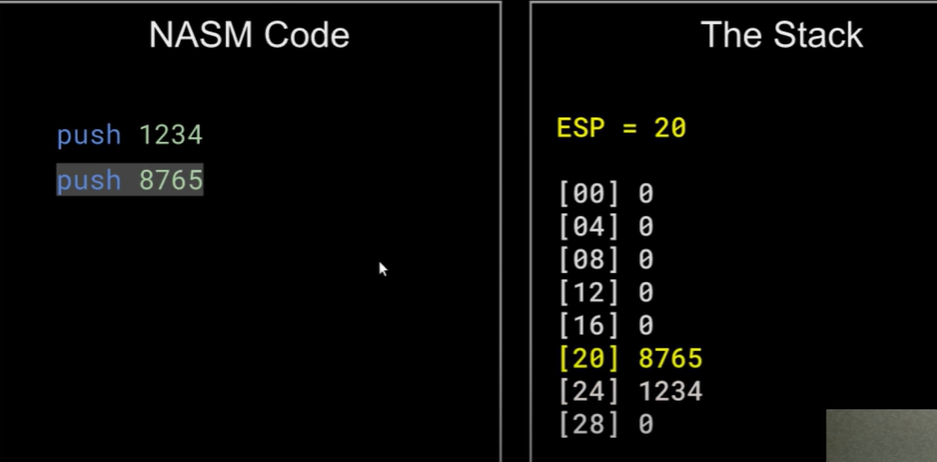 NASM Code
push 1234
push 8765
The Stack
ESP = 20
[00] 0
[04] 0
[08] 0
[12] 0
[16] 0
[20] 8765
[24] 1234
[28] 0